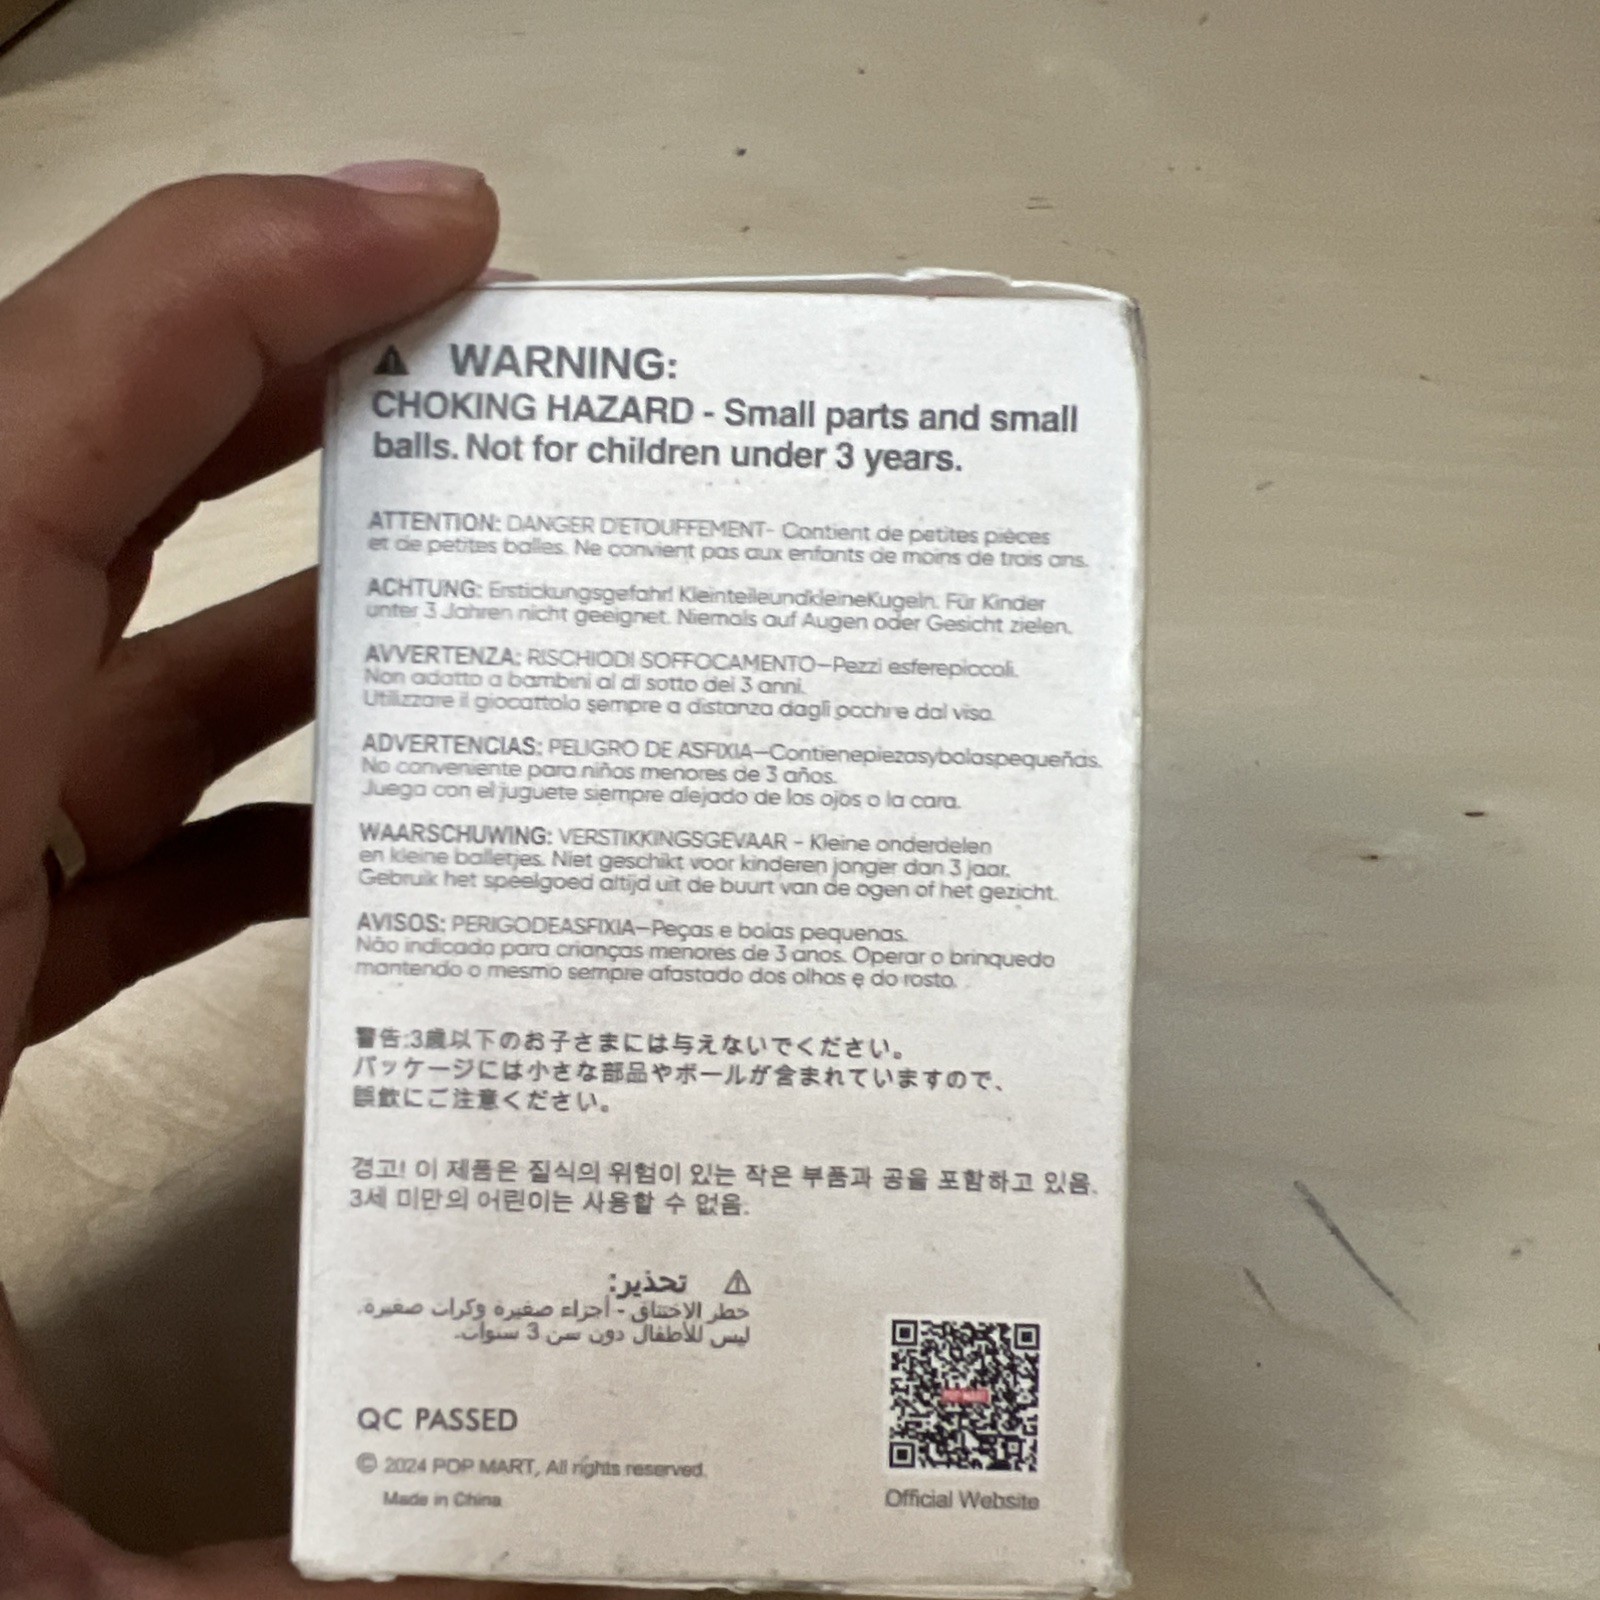 ⚠ WARNING:
CHOKING HAZARD - Small parts and small
balls. Not for children under 3 years.
ATTENTION: DANGER D'ETOUFFEMENT- Contient de petites pièces
et de petites balles. Ne convient pas aux enfants de moins de trois ans.
ACHTUNG: Erstickungsgefahr! KleinteileundkleineKugeln. Für Kinder
unter 3 Jahren nicht geeignet. Niemals auf Augen oder Gesicht zielen.
AVVERTENZA: RISCHIODI SOFFOCAMENTO—Pezzi esferepiccoli.
Non adatto a bambini al di sotto dei 3 anni.
Utilizzare il giocattolo sempre a distanza dagli occhi e dal viso.
ADVERTENCIAS: PELIGRO DE ASFIXIA—Contienepiezasybolaspequeñas.
No conveniente para niños menores de 3 años.
Juega con el juguete siempre alejado de los ojos o la cara.
WAARSCHUWING: VERSTIKKINGSGEVAAR - Kleine onderdelen
en kleine balletjes. Niet geschikt voor kinderen jonger dan 3 jaar.
Gebruik het speelgoed altijd uit de buurt van de ogen of het gezicht.
AVISOS: PERIGODEASFIXIA—Peças e bolas pequenas.
Não indicado para crianças menores de 3 anos. Operar o brinquedo
mantendo o mesmo sempre afastado dos olhos e do rosto.
警告:3歳以下のお子さまには与えないでください。
パッケージには小さな部品やボールが含まれていますので、
誤飲にご注意ください。
경고! 이 제품은 질식의 위험이 있는 작은 부품과 공을 포함하고 있음.
3세 미만의 어린이는 사용할 수 없음.
⚠ تحذير:
خطر الاختناق - أجزاء صغيرة وكرات صغيرة.
ليس للأطفال دون سن 3 سنوات.
QC PASSED
© 2024 POP MART, All rights reserved.
Made in China
POP MART
Official Website